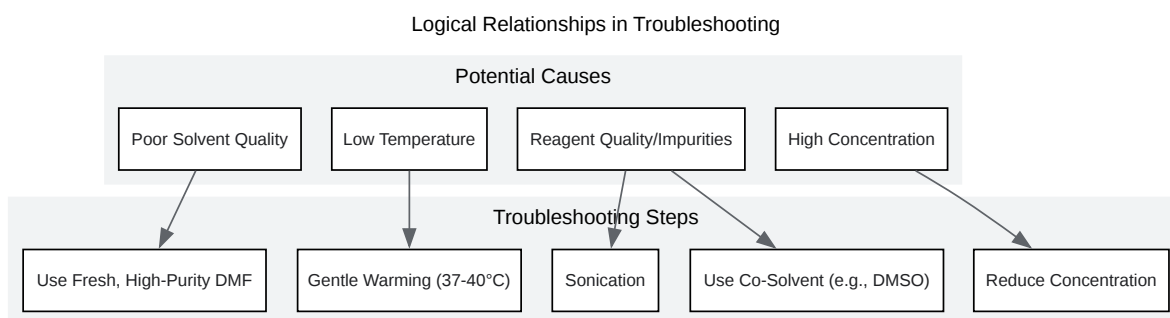 Logical Relationships in Troubleshooting
Potential Causes
Poor Solvent Quality
Low Temperature
Reagent Quality/Impurities
High Concentration
Troubleshooting Steps
Use Fresh, High-Purity DMF
Gentle Warming (37-40°C)
Sonication
Use Co-Solvent (e.g., DMSO)
Reduce Concentration